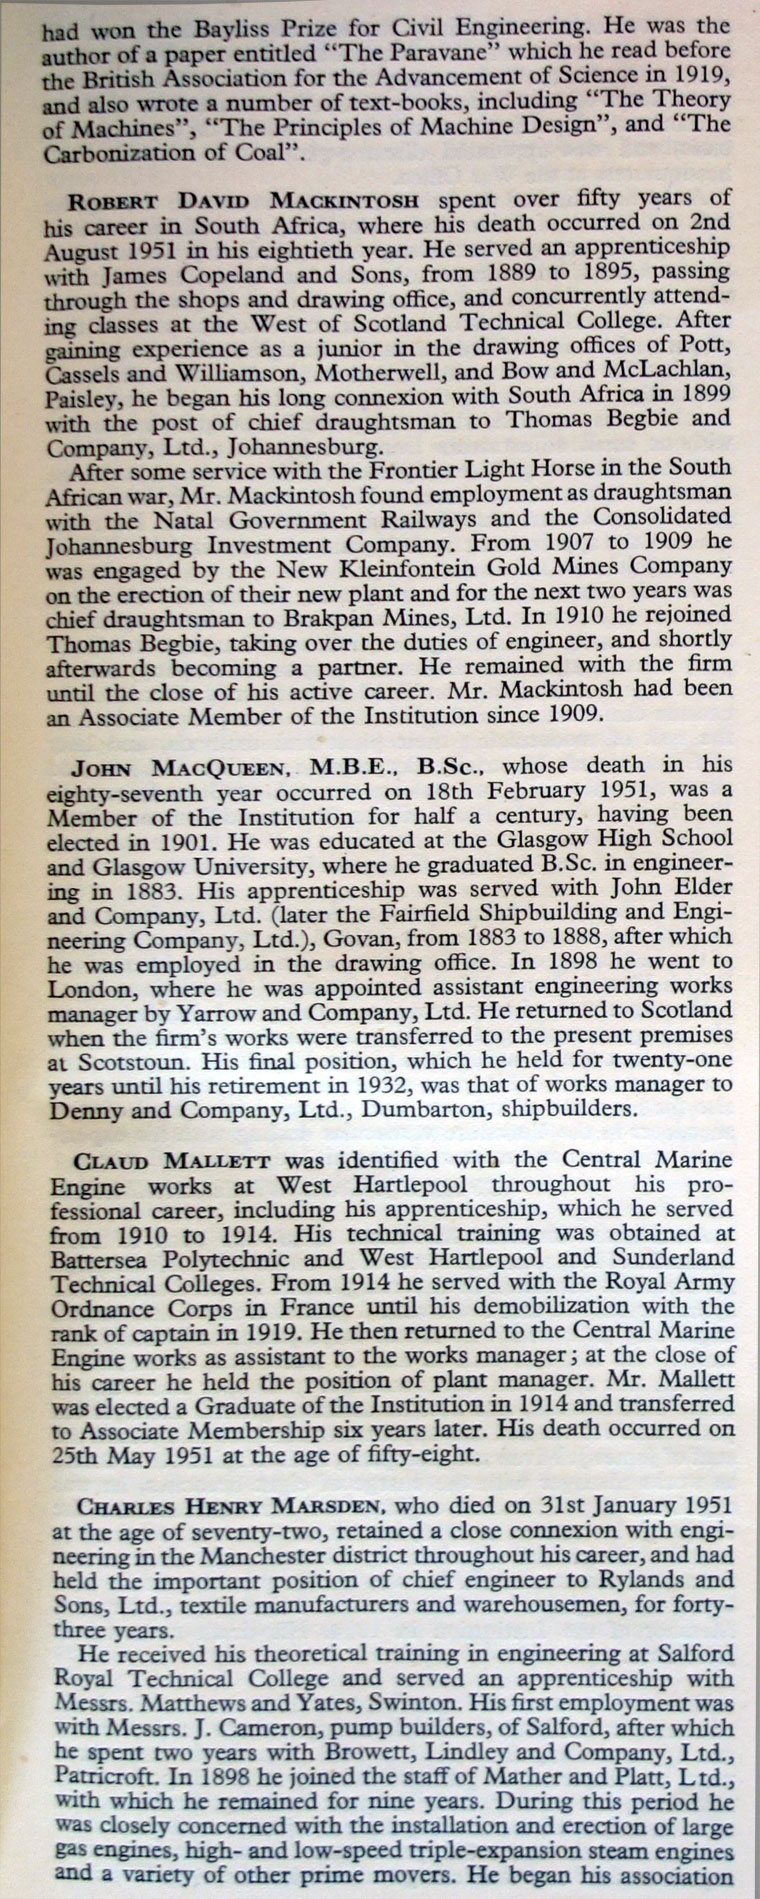 had won the Bayliss Prize for Civil Engineering. He was the
author of a paper entitled “The Paravane” which he read before
the British Association for the Advancement of Science in 1919,
and also wrote a number of text-books, including “The Theory
of Machines”, “The Principles of Machine Design”, and “The
Carbonization of Coal”.
ROBERT DAVID MACKINTOSH spent over fifty years of
his career in South Africa, where his death occurred on 2nd
August 1951 in his eightieth year. He served an apprenticeship
with James Copeland and Sons, from 1889 to 1895, passing
through the shops and drawing office, and concurrently attend-
ing classes at the West of Scotland Technical College. After
gaining experience as a junior in the drawing offices of Pott,
Cassels and Williamson, Motherwell, and Bow and McLachlan,
Paisley, he began his long connexion with South Africa in 1899
with the post of chief draughtsman to Thomas Begbie and
Company, Ltd., Johannesburg.
After some service with the Frontier Light Horse in the South
African war, Mr. Mackintosh found employment as draughtsman
with the Natal Government Railways and the Consolidated
Johannesburg Investment Company. From 1907 to 1909 he
was engaged by the New Kleinfontein Gold Mines Company
on the erection of their new plant and for the next two years was
chief draughtsman to Brakpan Mines, Ltd. In 1910 he rejoined
Thomas Begbie, taking over the duties of engineer, and shortly
afterwards becoming a partner. He remained with the firm
until the close of his active career. Mr. Mackintosh had been
an Associate Member of the Institution since 1909.
JOHN MACQUEEN, M.B.E., B.Sc., whose death in his
eighty-seventh year occurred on 18th February 1951, was a
Member of the Institution for half a century, having been
elected in 1901. He was educated at the Glasgow High School
and Glasgow University, where he graduated B.Sc. in engineer-
ing in 1883. His apprenticeship was served with John Elder
and Company, Ltd. (later the Fairfield Shipbuilding and Engi-
neering Company, Ltd.), Govan, from 1883 to 1888, after which
he was employed in the drawing office. In 1898 he went to
London, where he was appointed assistant engineering works
manager by Yarrow and Company, Ltd. He returned to Scotland
when the firm’s works were transferred to the present premises
at Scotstoun. His final position, which he held for twenty-one
years until his retirement in 1932, was that of works manager to
Denny and Company, Ltd., Dumbarton, shipbuilders.
CLAUD MALLETT was identified with the Central Marine
Engine works at West Hartlepool throughout his pro-
fessional career, including his apprenticeship, which he served
from 1910 to 1914. His technical training was obtained at
Battersea Polytechnic and West Hartlepool and Sunderland
Technical Colleges. From 1914 he served with the Royal Army
Ordnance Corps in France until his demobilization with the
rank of captain in 1919. He then returned to the Central Marine
Engine works as assistant to the works manager; at the close of
his career he held the position of plant manager. Mr. Mallett
was elected a Graduate of the Institution in 1914 and transferred
to Associate Membership six years later. His death occurred on
25th May 1951 at the age of fifty-eight.
CHARLES HENRY MARSDEN, who died on 31st January 1951
at the age of seventy-two, retained a close connexion with engi-
neering in the Manchester district throughout his career, and had
held the important position of chief engineer to Rylands and
Sons, Ltd., textile manufacturers and warehousemen, for forty-
three years.
He received his theoretical training in engineering at Salford
Royal Technical College and served an apprenticeship with
Messrs. Matthews and Yates, Swinton. His first employment was
with Messrs. J. Cameron, pump builders, of Salford, after which
he spent two years with Browett, Lindley and Company, Ltd.,
Patricroft. In 1898 he joined the staff of Mather and Platt, Ltd.,
with which he remained for nine years. During this period he
was closely concerned with the installation and erection of large
gas engines, high- and low-speed triple-expansion steam engines
and a variety of other prime movers. He began his association